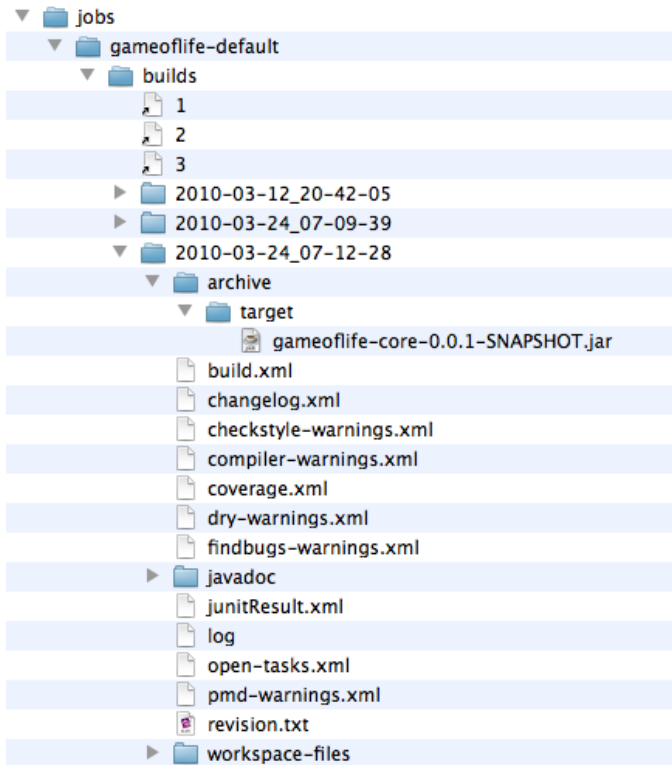 jobs
gameoflife-default
builds
1
2
3
2010-03-12_20-42-05
2010-03-24_07-09-39
2010-03-24_07-12-28
archive
target
gameoflife-core-0.0.1-SNAPSHOT.jar
build.xml
changelog.xml
checkstyle-warnings.xml
compiler-warnings.xml
coverage.xml
dry-warnings.xml
findbugs-warnings.xml
javadoc
junitResult.xml
log
open-tasks.xml
pmd-warnings.xml
revision.txt
workspace-files